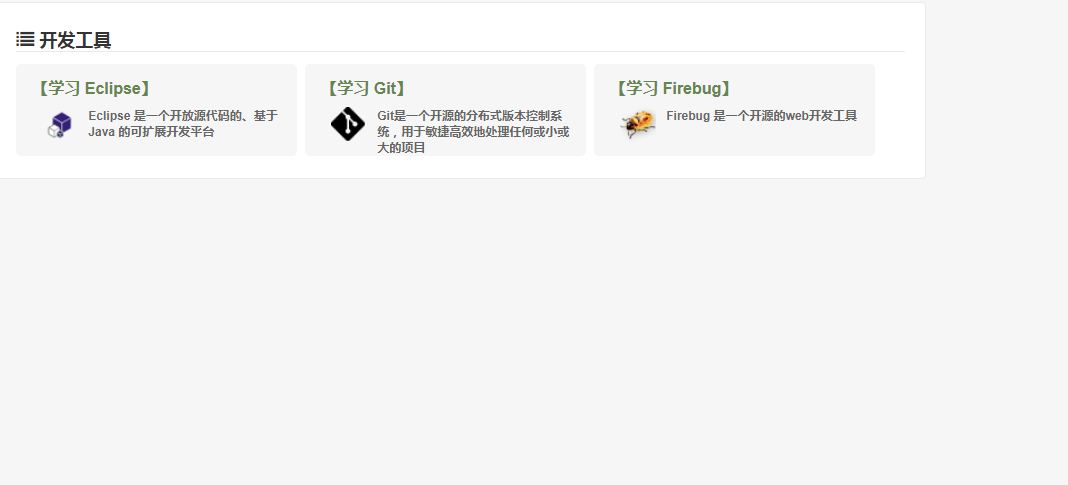 开发工具
【学习 Eclipse】
Eclipse 是一个开放源代码的、基于
Java 的可扩展开发平台
【学习 Git】
Git是一个开源的分布式版本控制系
统，用于敏捷高效地处理任何或小或
大的项目
【学习 Firebug】
Firebug 是一个开源的web开发工具